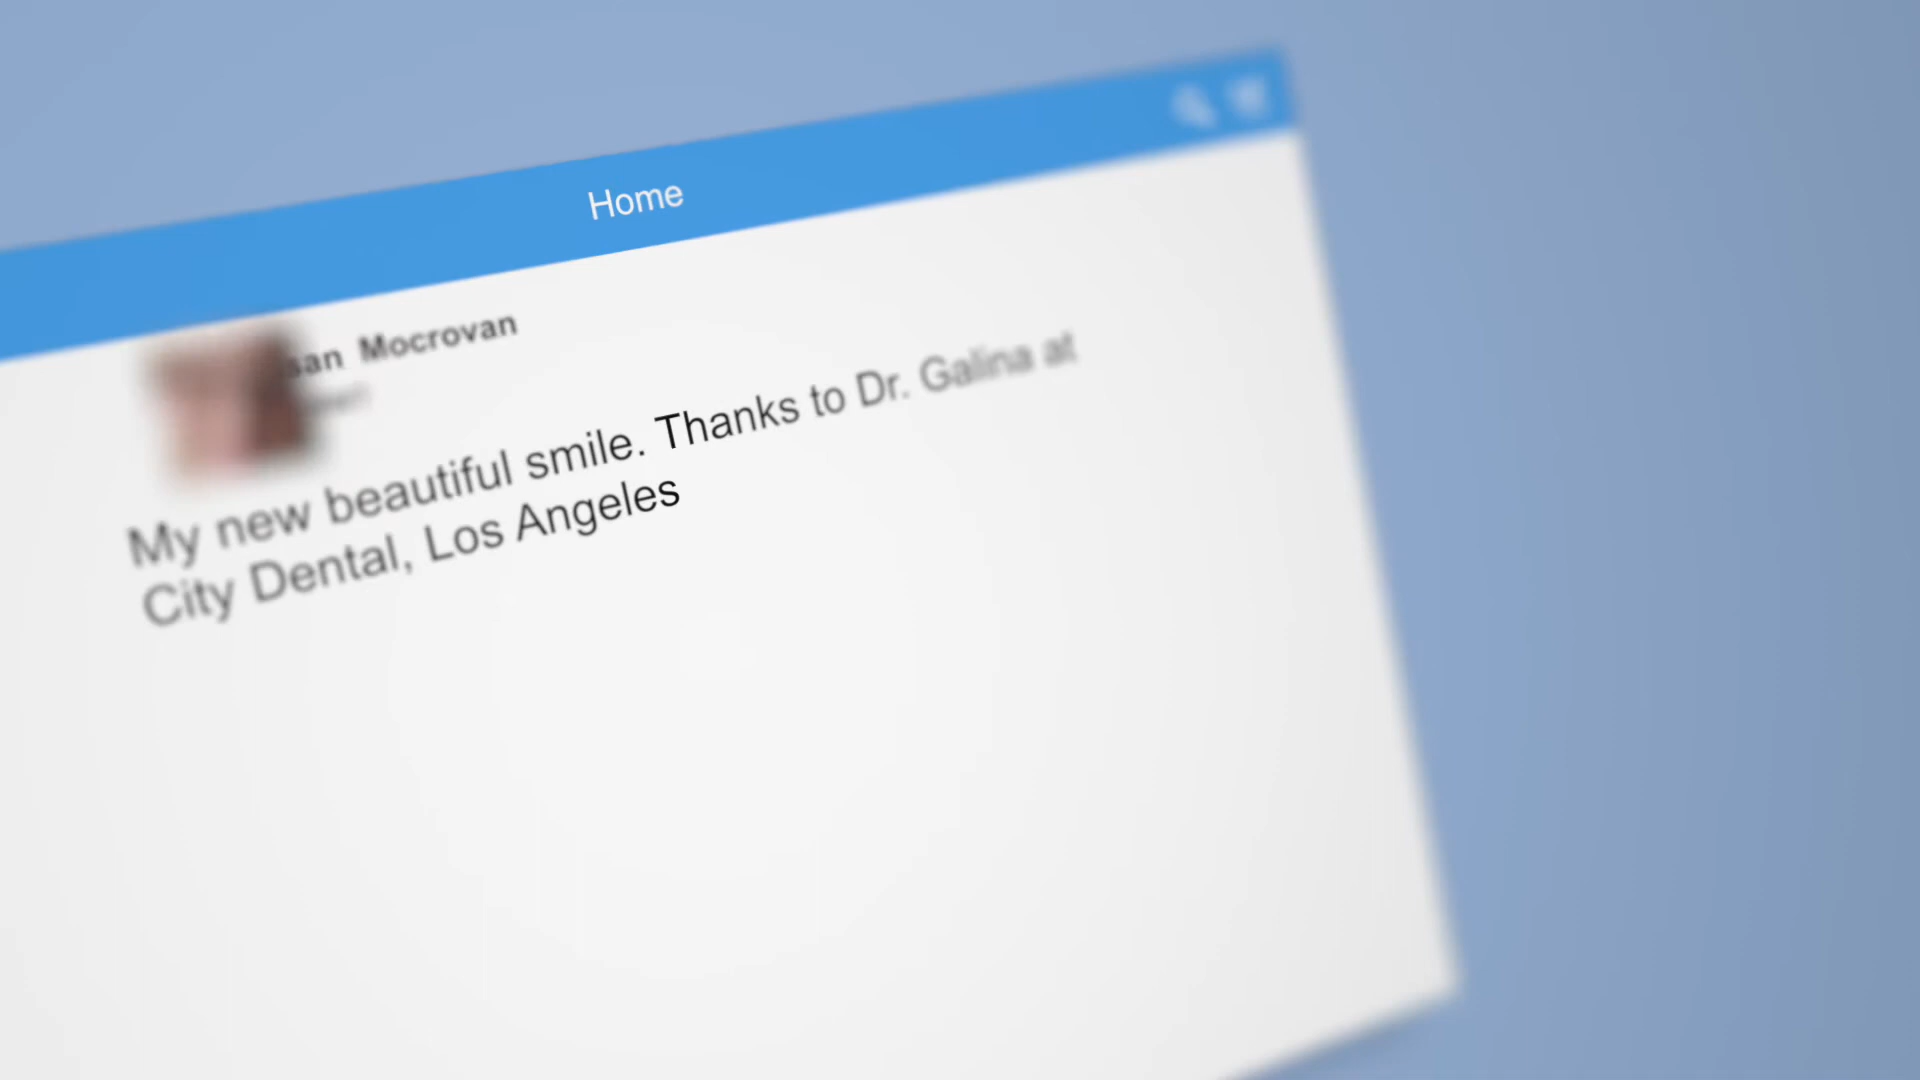 Home
Mocrovan
My new beautiful smile. Thanks to Dr. Galina at
City Dental, Los Angeles